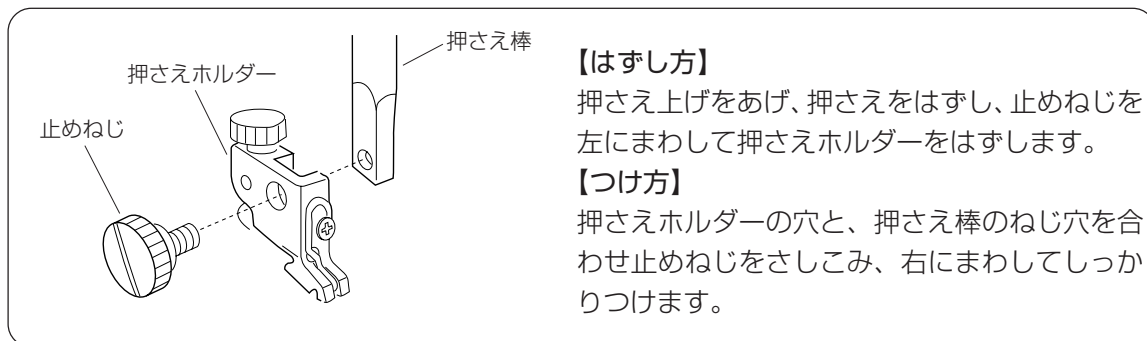 押さえ棒
押さえホルダー
止めねじ
【はずし方】
押さえ上げをあげ、押さえをはずし、止めねじを
左にまわして押さえホルダーをはずします。
【つけ方】
押さえホルダーの穴と、押さえ棒のねじ穴を合
わせ止めねじをさしこみ、右にまわしてしっか
りつけます。